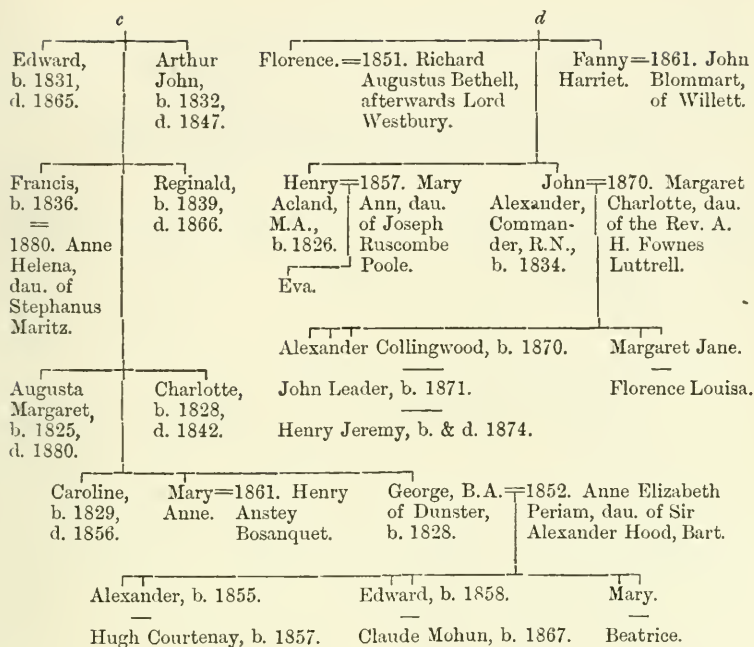 c d
Edward, Arthur Florence.=1851. Richard Fanny=1861. John
b. 1831, John, Augustus Bethell, Harriet. Blommart,
d. 1865. b. 1832, afterwards Lord of Willett.
d. 1847. Westbury.
Francis, Reginald, Henry=1857. Mary John=1870. Margaret
b. 1836. b. 1839, Acland, Ann, dau. Alexander, Charlotte, dau.
= d. 1866. M.A., of Joseph Comman- of the Rev. A.
1880. Anne b. 1826. Ruscombe der, R.N., H. Fownes
Helena, Poole. b. 1834. Luttrell.
dau. of Eva.
Stephanus
Maritz.
Alexander Collingwood, b. 1870. Margaret Jane.
Augusta Charlotte, John Leader, b. 1871. Florence Louisa.
Margaret, b. 1828,
b. 1825, d. 1842. Henry Jeremy, b. & d. 1874.
d. 1880.
Caroline, Mary=1861. Henry George, B.A.=1852. Anne Elizabeth
b. 1829, Anne. Anstey of Dunster, Periam, dau. of Sir
d. 1856. Bosanquet. b. 1828. Alexander Hood, Bart.
Alexander, b. 1855. Edward, b. 1858. Mary.
Hugh Courtenay, b. 1857. Claude Mohun, b. 1867. Beatrice.